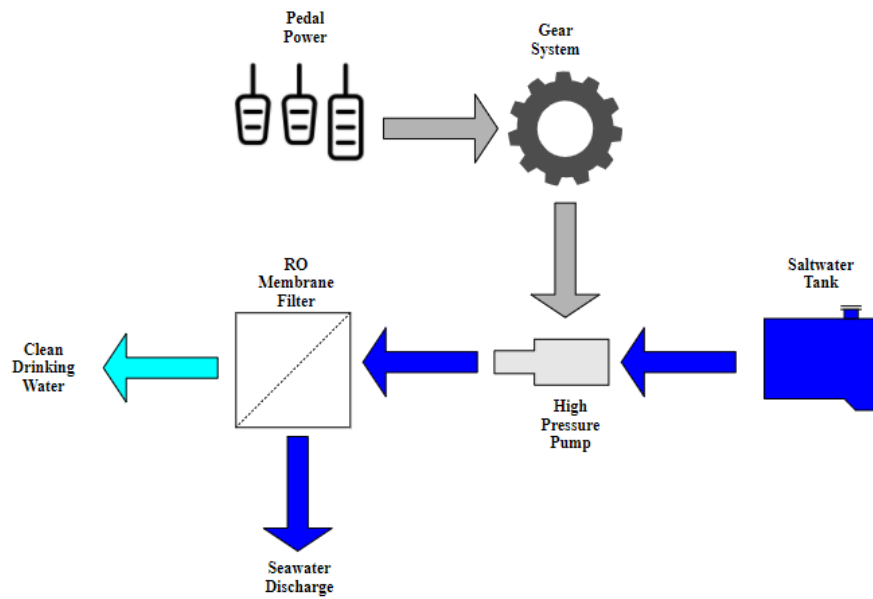 Pedal
Power
Gear
System
RO
Membrane
Filter
Saltwater
Tank
Clean
Drinking
Water
High
Pressure
Pump
Seawater
Discharge